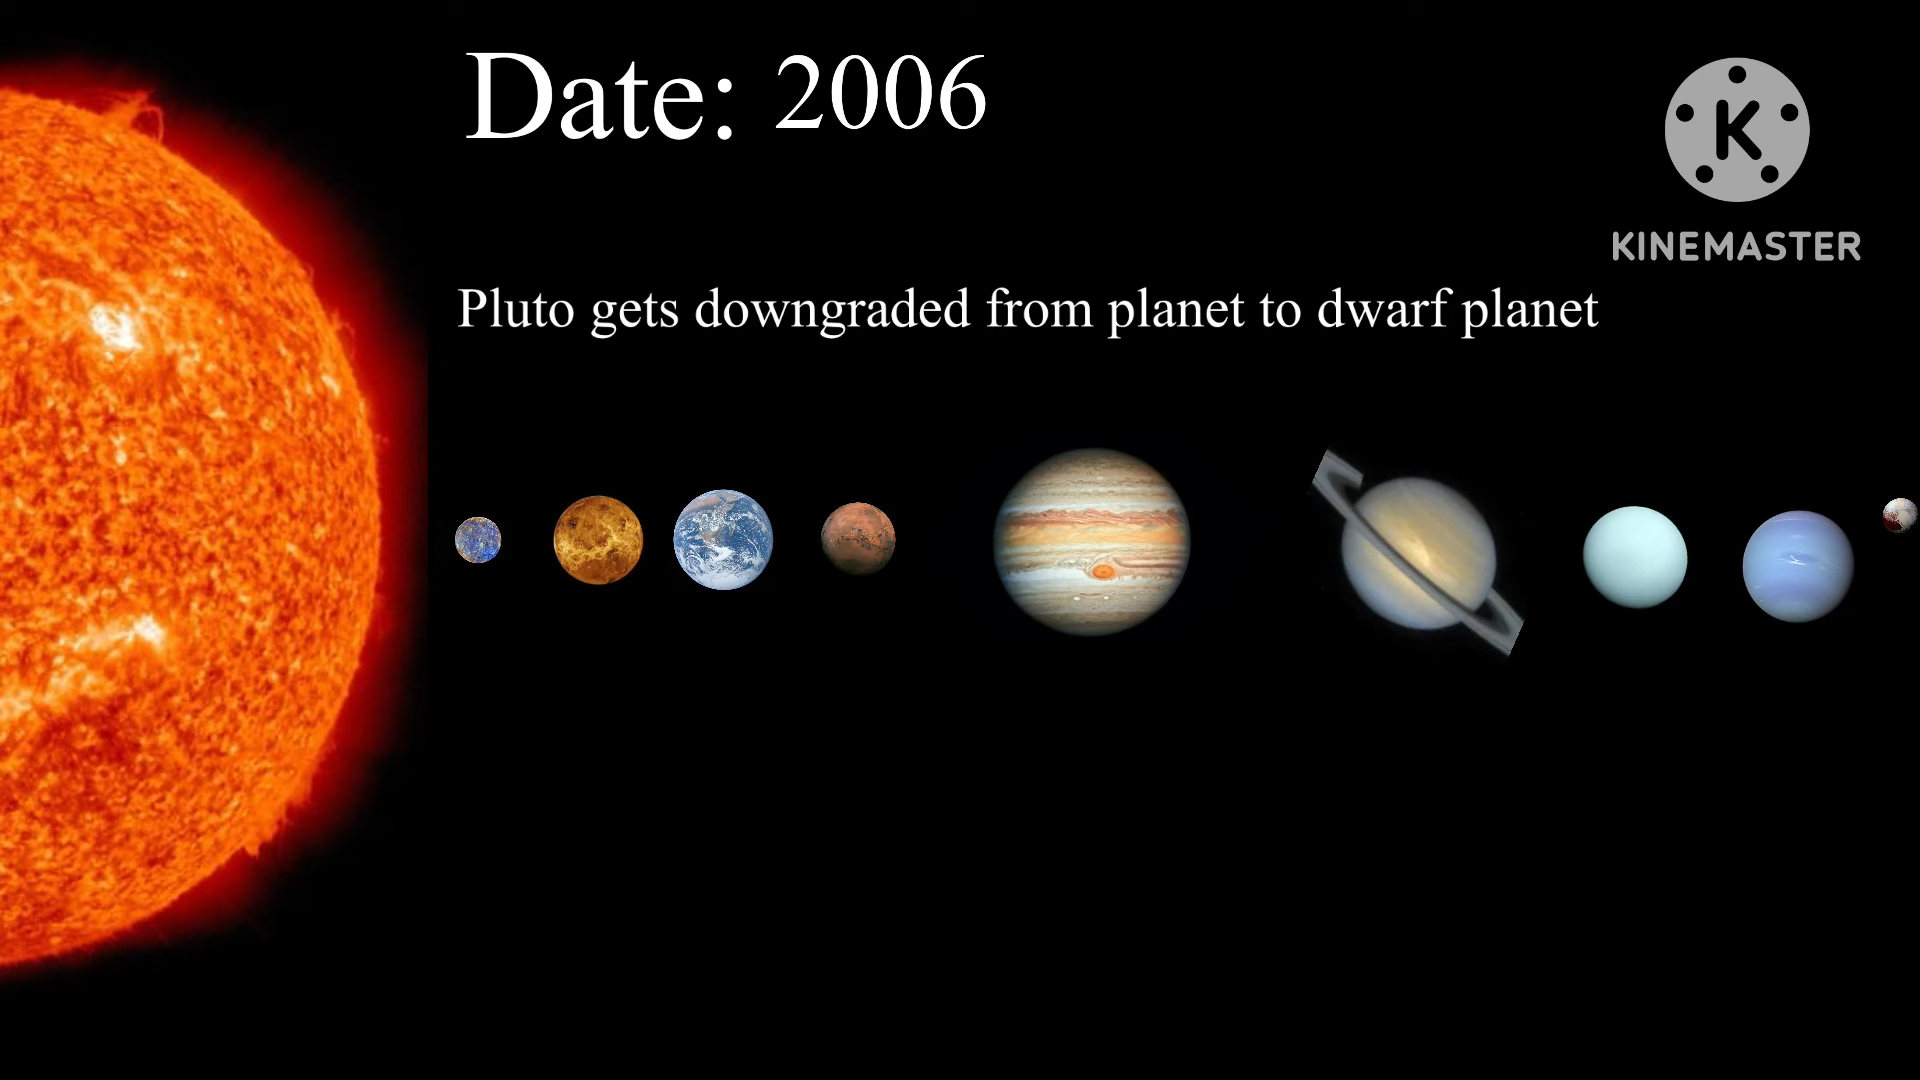 Date: 2006
K
KINEMASTER
Pluto gets downgraded from planet to dwarf planet